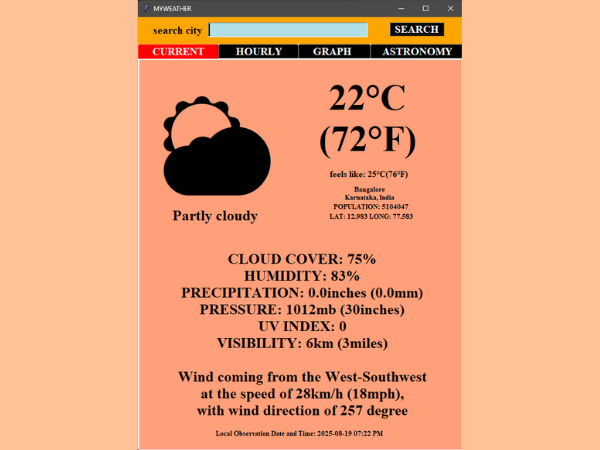 MYWEATHER
search city SEARCH
CURRENT HOURLY GRAPH ASTRONOMY
22°C
(72°F)
feels like: 25°C(76°F)
Bangalore
Karnataka, India
POPULATION: 5104047
LAT: 12.983 LONG: 77.583
Partly cloudy
CLOUD COVER: 75%
HUMIDITY: 83%
PRECIPITATION: 0.0inches (0.0mm)
PRESSURE: 1012mb (30inches)
UV INDEX: 0
VISIBILITY: 6km (3miles)
Wind coming from the West-Southwest
at the speed of 28km/h (18mph),
with wind direction of 257 degree
Local Observation Date and Time: 2025-08-19 07:22 PM